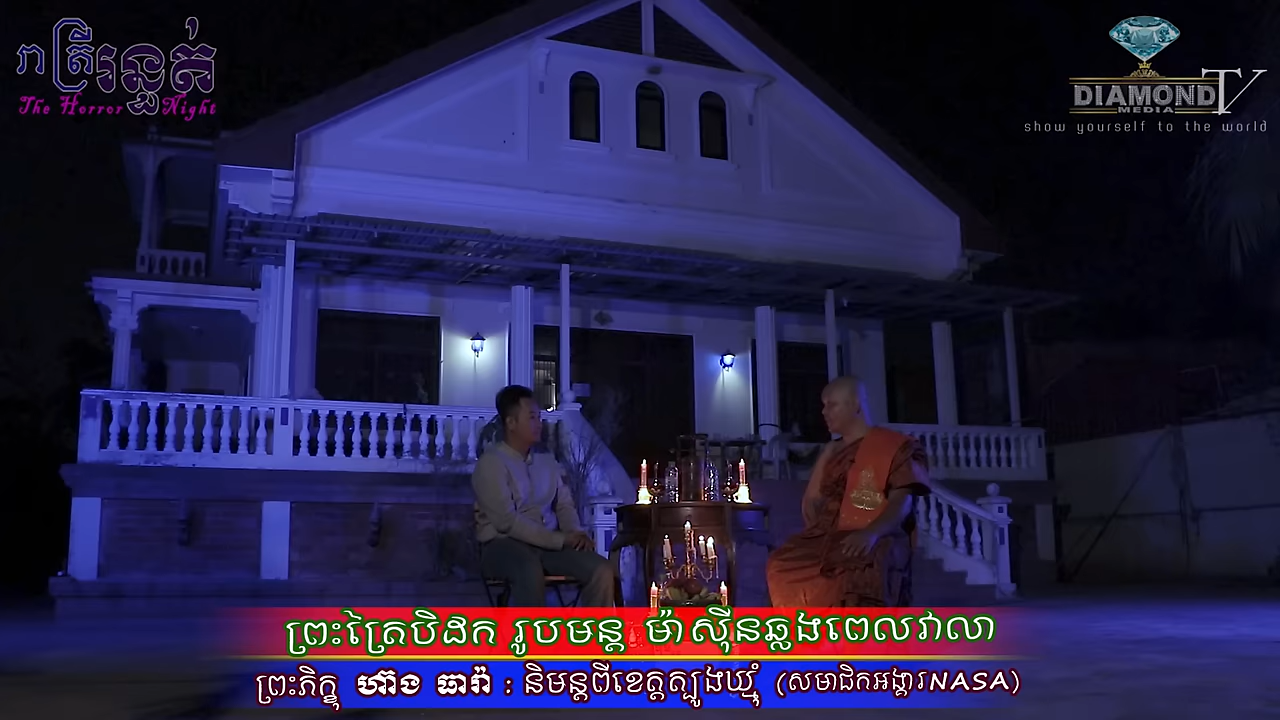 រាត្រីរន្ធត់
The Horror Night
DIAMOND TV
MEDIA
show yourself to the world
ព្រះត្រៃបិដក រូបមន្ត ម៉ាស៊ីនឆ្លងពេលវាលា
ព្រះភិក្ខុ ហ៊ាង ធារ៉ា : និមន្តពីខេត្តត្បូងឃ្មុំ (សមាជិកអង្គការNASA)